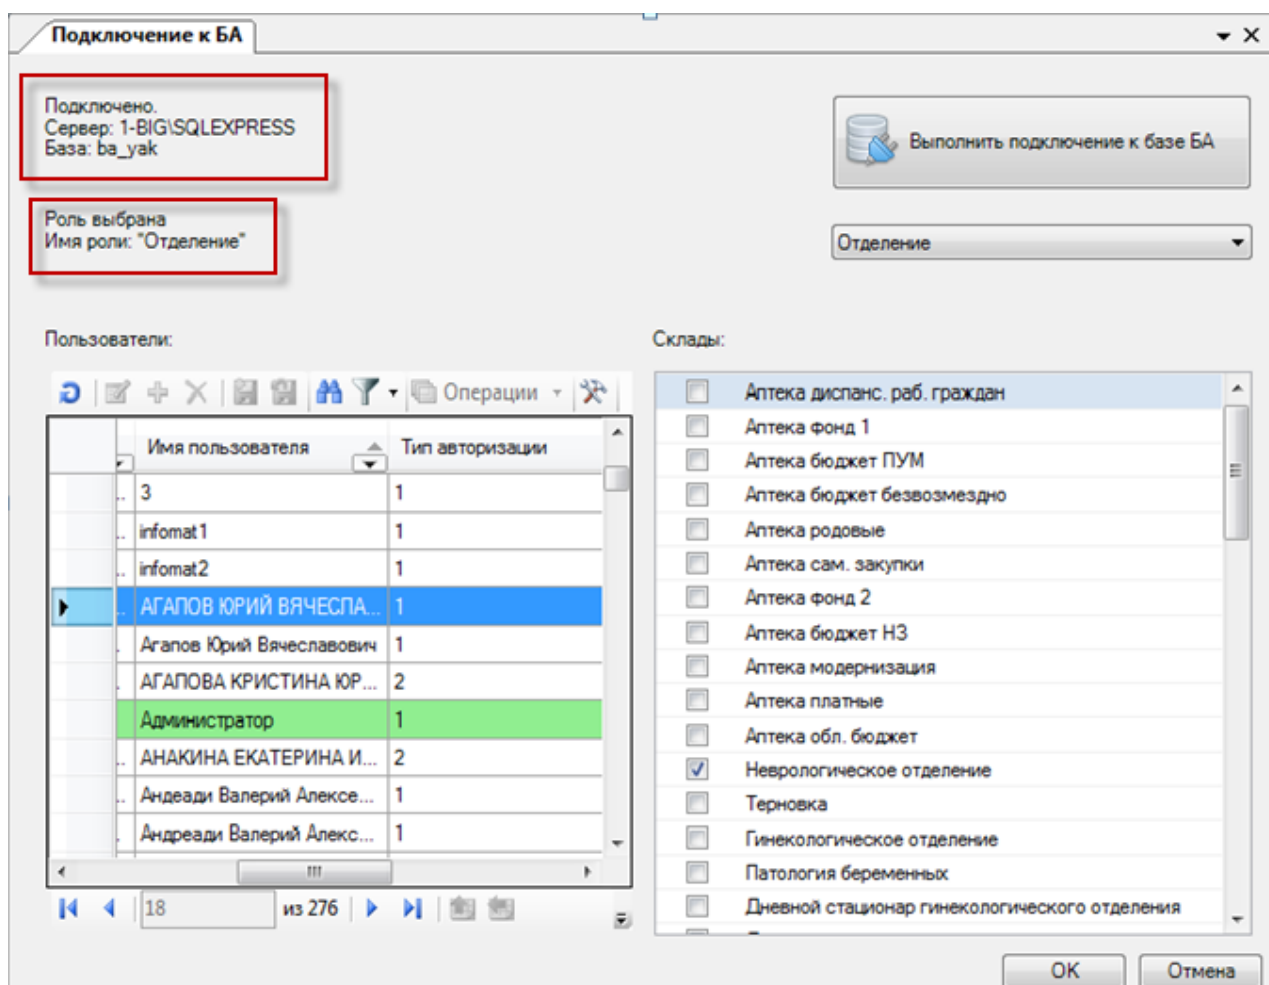 Подключение к БА
Подключено.
Сервер: 1-BIG\SQLEXPRESS
База: ba_yak
Выполнить подключение к базе БА
Роль выбрана
Имя роли: "Отделение"
Отделение
Пользователи:
Операции
Имя пользователя Тип авторизации
.. 3 1
.. infomat1 1
.. infomat2 1
.. АГАПОВ ЮРИЙ ВЯЧЕСЛА... 1
. Агапов Юрий Вячеславович 1
. АГАПОВА КРИСТИНА ЮР... 2
Администратор 1
.. АНАКИНА ЕКАТЕРИНА И... 2
.. Андеади Валерий Алексе... 1
. Андреади Валерий Алекс... 1
18 из 276
Склады:
Аптека диспанс. раб. граждан
Аптека фонд 1
Аптека бюджет ПУМ
Аптека бюджет безвозмездно
Аптека родовые
Аптека сам. закупки
Аптека фонд 2
Аптека бюджет НЗ
Аптека модернизация
Аптека платные
Аптека обл. бюджет
Неврологическое отделение
Терновка
Гинекологическое отделение
Патология беременных
Дневной стационар гинекологического отделения
ОК Отмена